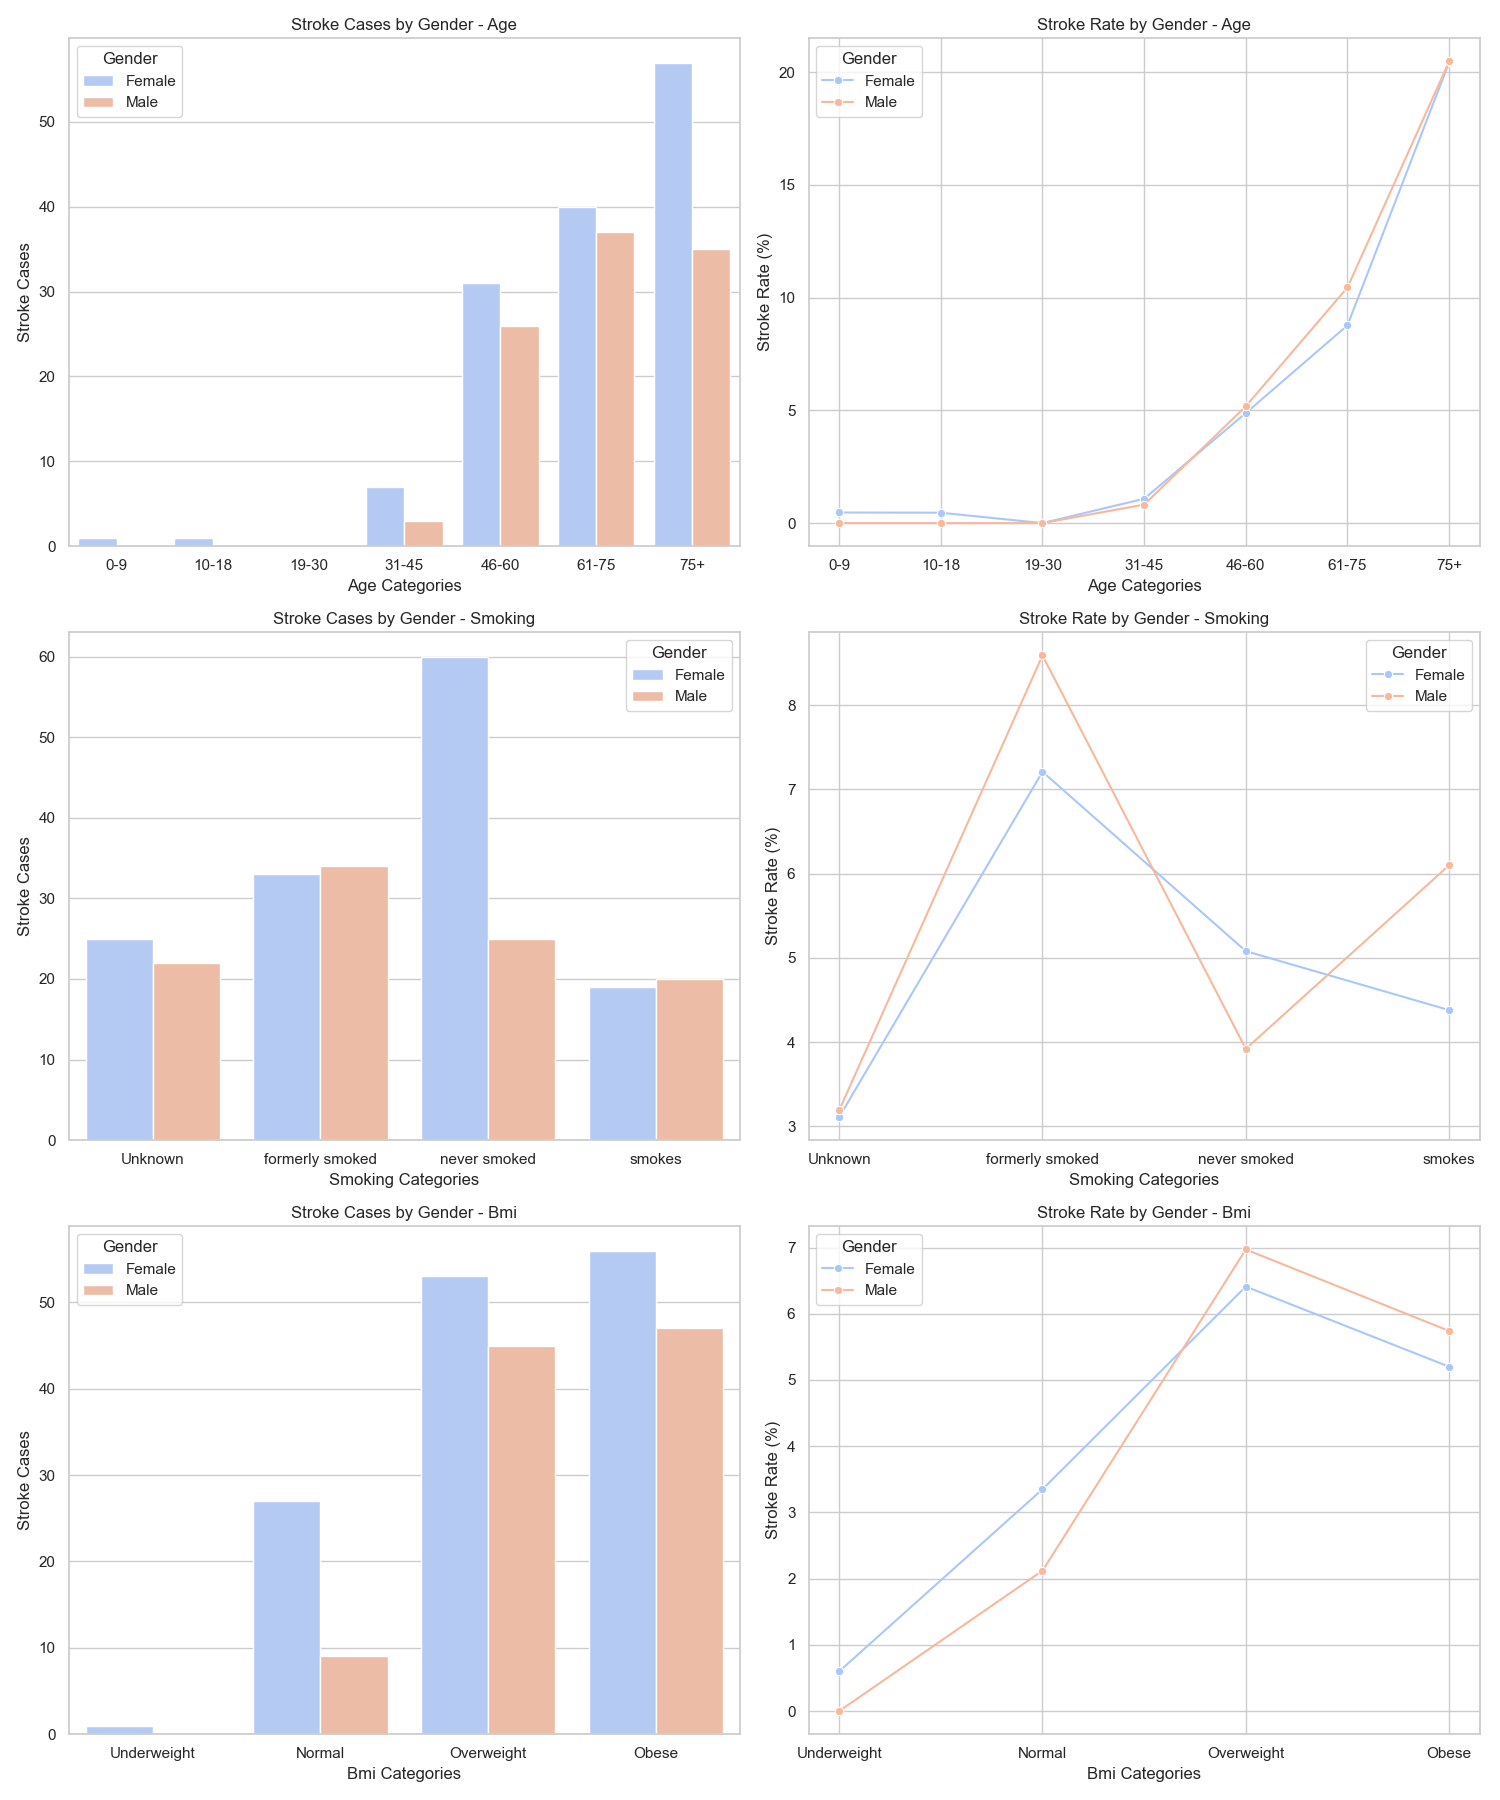 Stroke Cases by Gender - Age
Gender
Female
Male
Stroke Cases
50
40
30
20
10
0
0-9 10-18 19-30 31-45 46-60 61-75 75+
Age Categories
Stroke Rate by Gender - Age
Gender
Female
Male
Stroke Rate (%)
20
15
10
5
0
0-9 10-18 19-30 31-45 46-60 61-75 75+
Age Categories
Stroke Cases by Gender - Smoking
Gender
Female
Male
Stroke Cases
60
50
40
30
20
10
0
Unknown formerly smoked never smoked smokes
Smoking Categories
Stroke Rate by Gender - Smoking
Gender
Female
Male
Stroke Rate (%)
8
7
6
5
4
3
Unknown formerly smoked never smoked smokes
Smoking Categories
Stroke Cases by Gender - Bmi
Gender
Female
Male
Stroke Cases
50
40
30
20
10
0
Underweight Normal Overweight Obese
Bmi Categories
Stroke Rate by Gender - Bmi
Gender
Female
Male
Stroke Rate (%)
7
6
5
4
3
2
1
0
Underweight Normal Overweight Obese
Bmi Categories